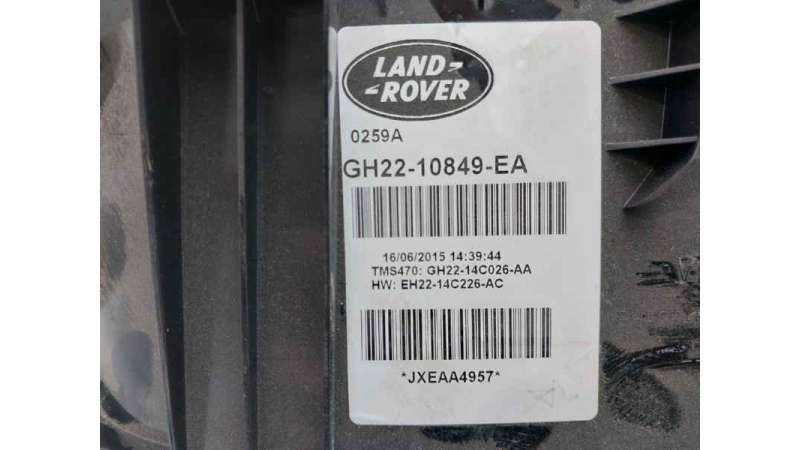 LAND-
-ROVER
0259A
GH22-10849-EA
16/06/2015 14:39:44
TMS470: GH22-14C026-AA
HW: EH22-14C226-AC
*JXEAA4957*